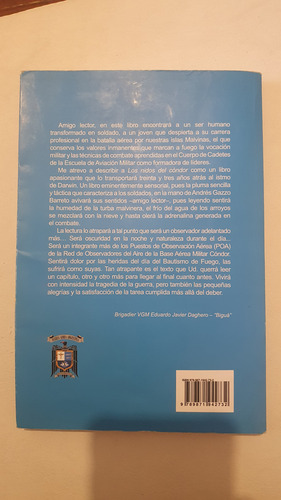 Amigo lector, en este libro encontrará a un ser humano
transformado en soldado, a un joven que despierta a su carrera
profesional en la batalla aérea por nuestras Islas Malvinas, el
que conserva los valores inmanentes que marcan a fuego la vocación
militar y las técnicas de combate aprendidas en el Cuerpo de Cadetes
de la Escuela de Aviación Militar como formadora de líderes.
Me atrevo a describir a Los nidos del cóndor como un libro
apasionante que lo transportará treinta y tres años atrás al istmo
de Darwin. Un libro eminentemente sensorial, pues la pluma sencilla
y táctica que caracteriza a los soldados, en la mano de Andrés Gazzo
Barreto avivará sus sentidos –amigo lector–, pues leyendo sentirá
la humedad de la turba malvinera, el frío del agua de los arroyos
se mezclará con la nieve y hasta olerá la adrenalina generada en el
combate.
La lectura lo atrapará a tal punto que será un observador adelantado
más... Será oscuridad en la noche y naturaleza durante el día...
Será un integrante más de los Puestos de Observación Aérea (POA)
de la Red de Observadores del Aire de la Base Aérea Militar Cóndor.
Sentirá dolor por las heridas del día del Bautismo de Fuego, las
sufrirá como suyas. Tan atrapante es el texto que Ud. querrá leer
un capítulo, otro y otro más para llegar al final cuanto antes. Vivirá
con intensidad la tragedia de la guerra, pero también las pequeñas
alegrías y la satisfacción de la tarea cumplida más allá del deber.
Brigadier VGM Eduardo Javier Daghero – "Biguá"